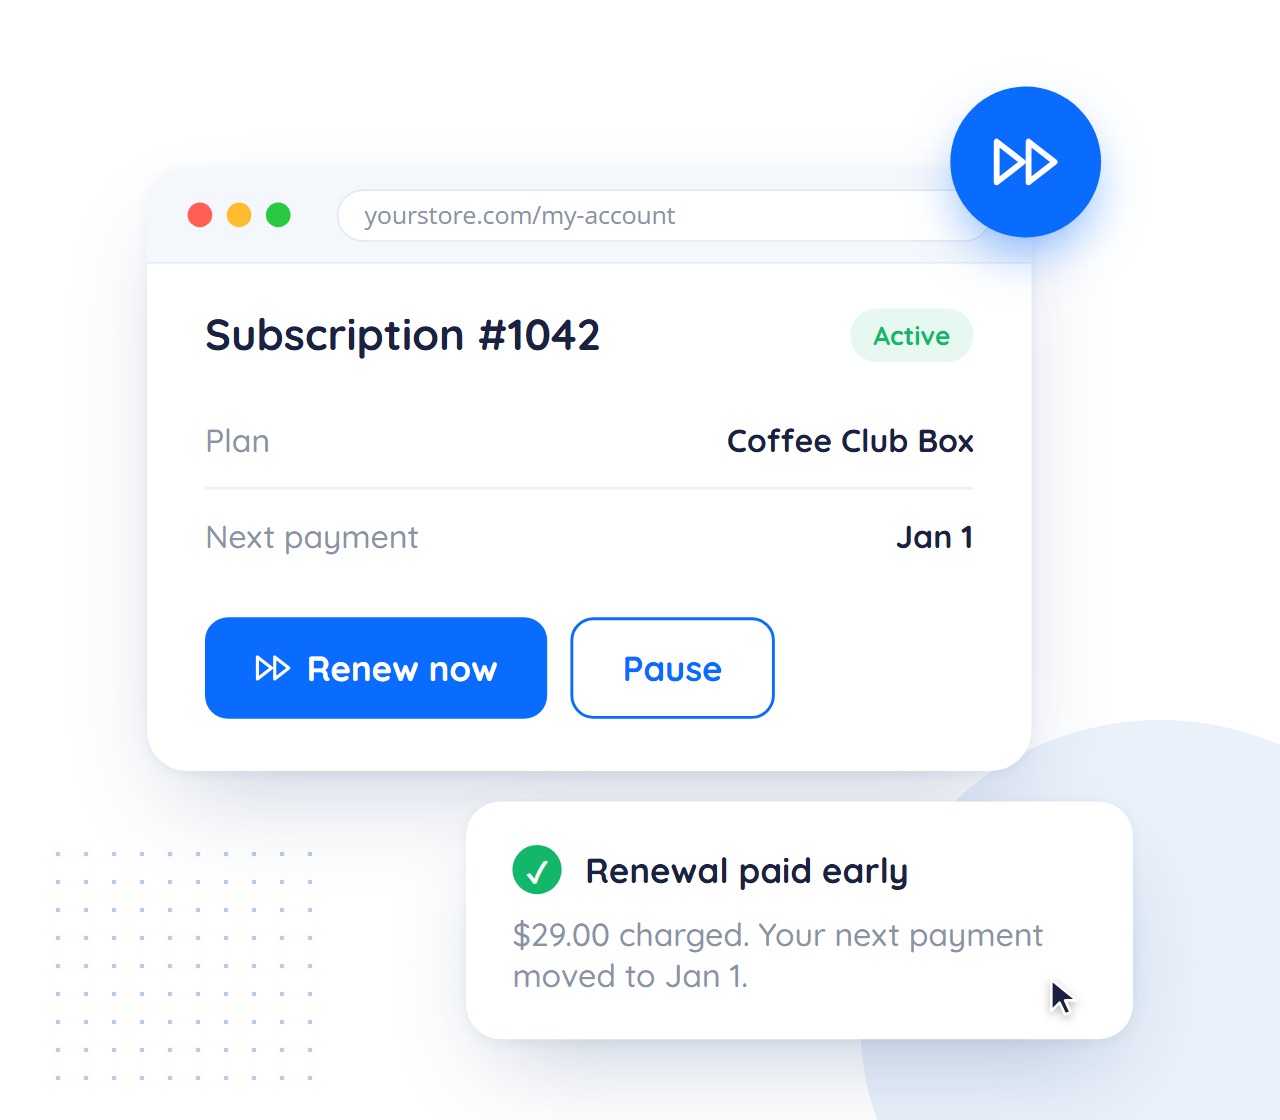 yourstore.com/my-account
Subscription #1042
Active
Plan
Coffee Club Box
Next payment
Jan 1
Renew now
Pause
Renewal paid early
$29.00 charged. Your next payment
moved to Jan 1.